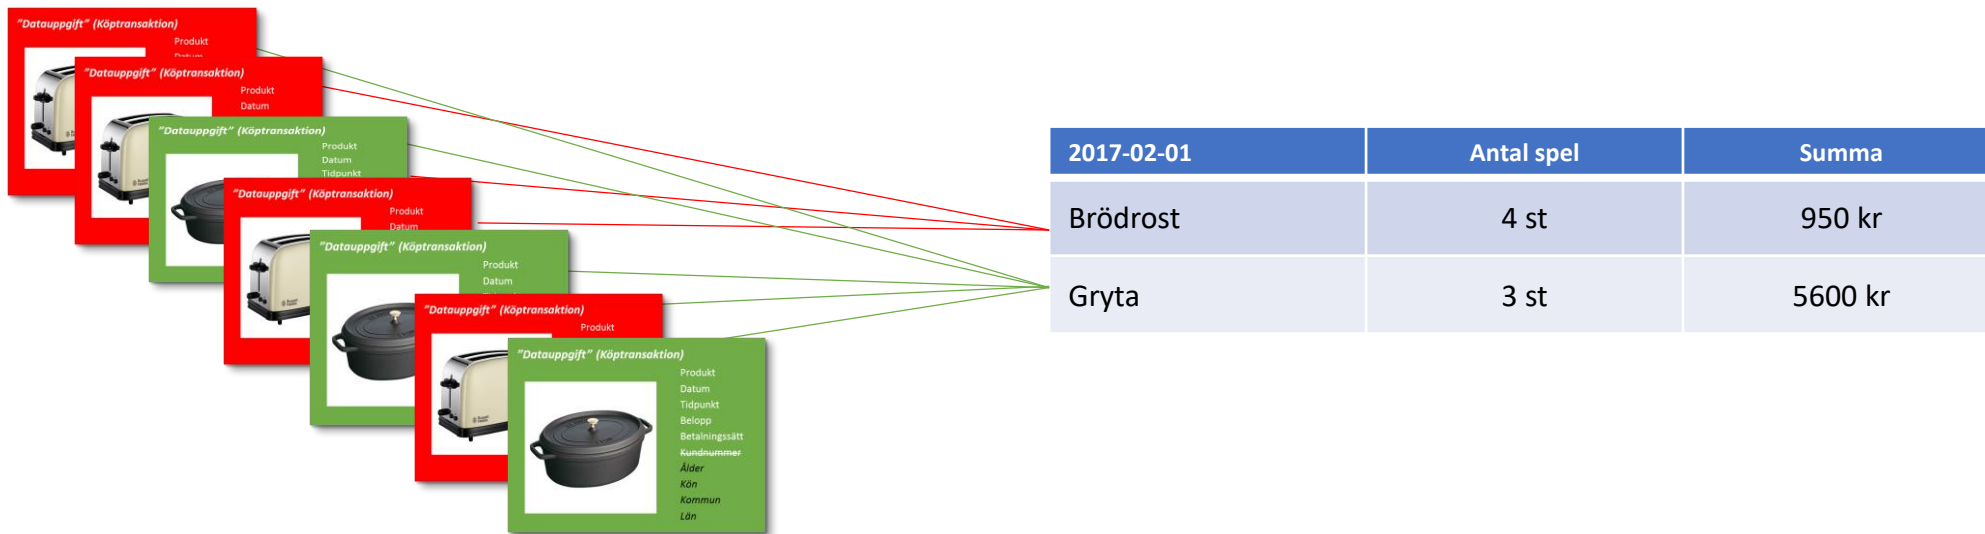 "Datauppgift" (Köptransaktion)
Produkt
Datum
"Datauppgift" (Köptransaktion)
Produkt
Datum
"Datauppgift" (Köptransaktion)
Produkt
Datum
Tidpunkt
"Datauppgift" (Köptransaktion)
Produkt
Datum
"Datauppgift" (Köptransaktion)
Produkt
Datum
"Datauppgift" (Köptransaktion)
Produkt
"Datauppgift" (Köptransaktion)
Produkt
Datum
Tidpunkt
Belopp
Betalningssätt
Kundnummer
Ålder
Kön
Kommun
Län
2017-02-01 Antal spel Summa
Brödrost 4 st 950 kr
Gryta 3 st 5600 kr